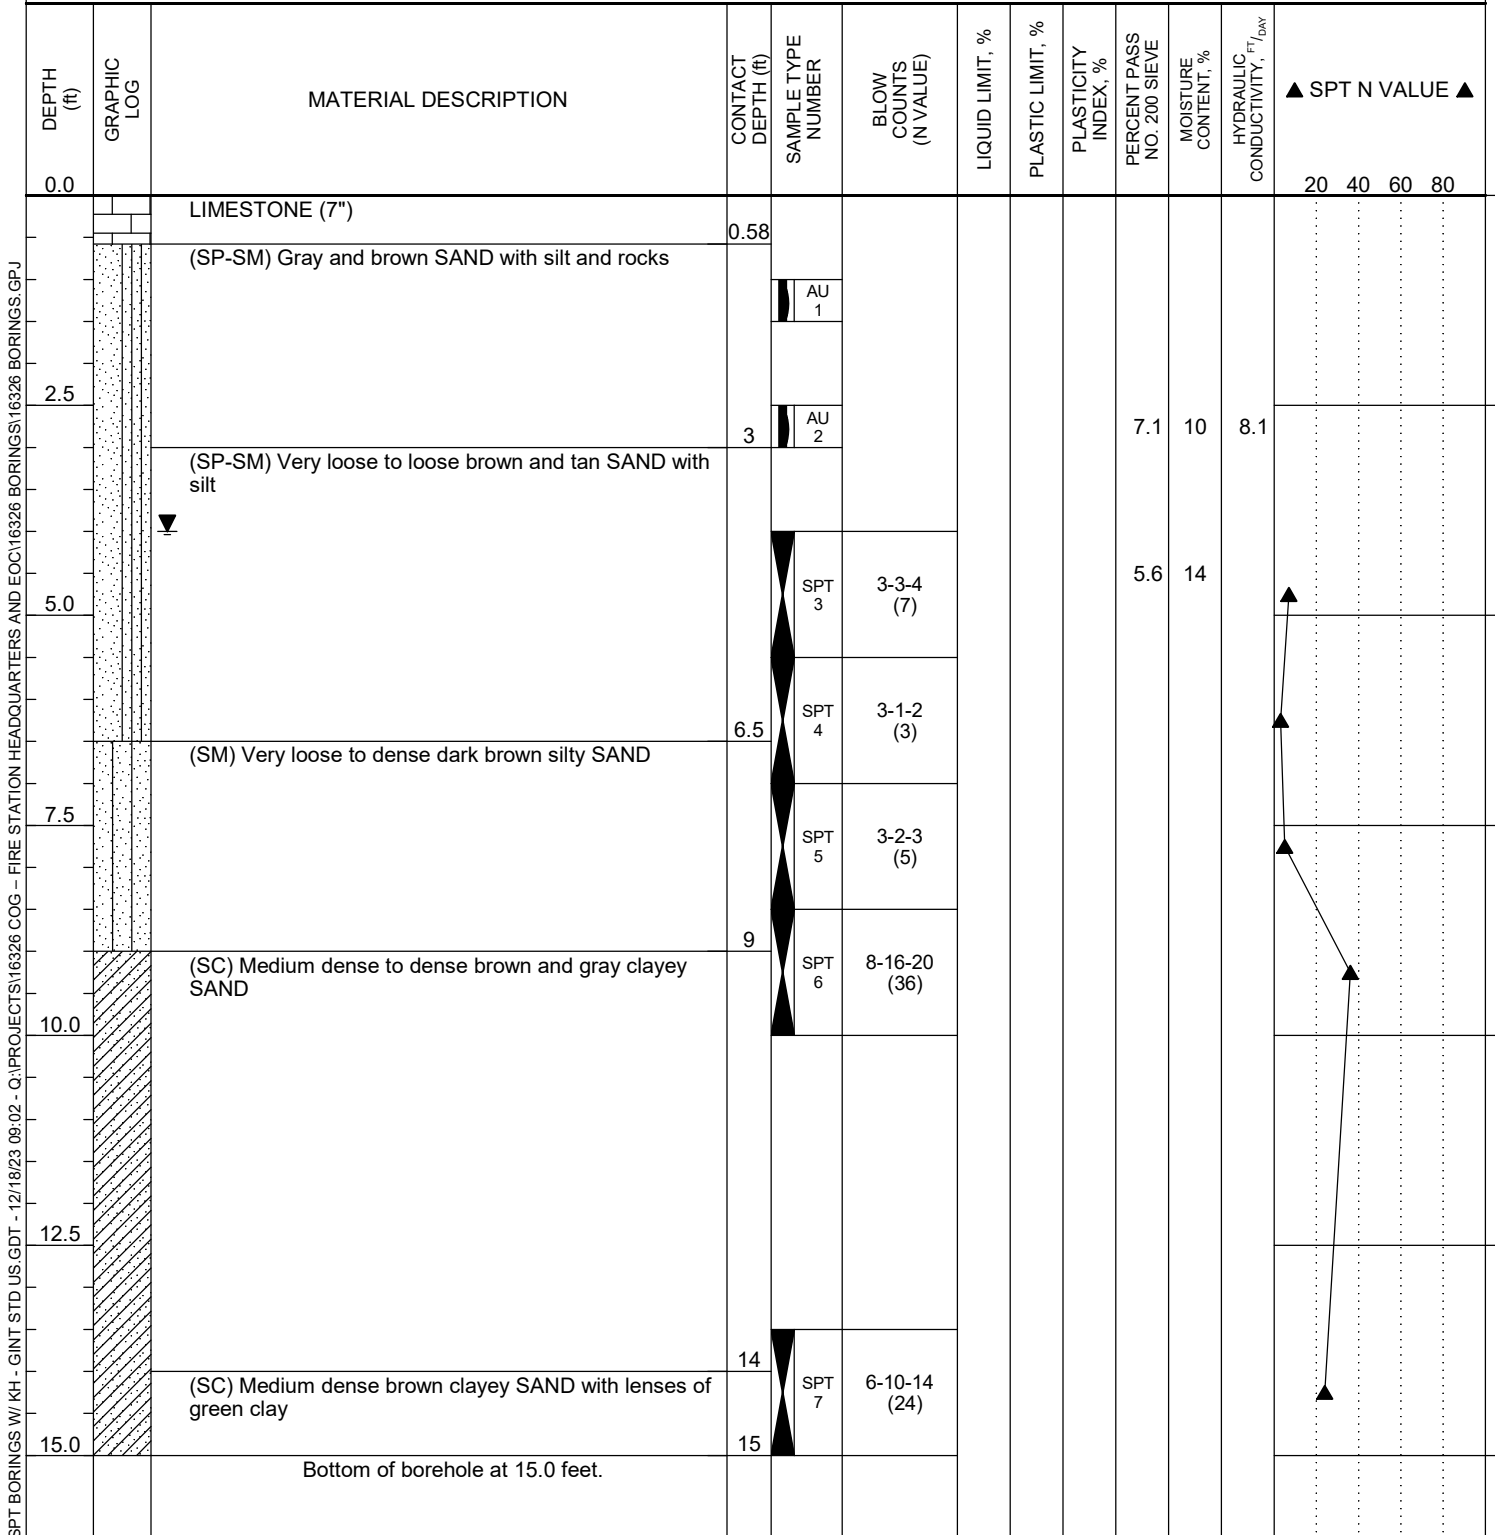 DEPTH
(ft)
GRAPHIC
LOG
MATERIAL DESCRIPTION
CONTACT
DEPTH (ft)
SAMPLE TYPE
NUMBER
BLOW
COUNTS
(N VALUE)
LIQUID LIMIT, %
PLASTIC LIMIT, %
PLASTICITY
INDEX, %
PERCENT PASS
NO. 200 SIEVE
MOISTURE
CONTENT, %
HYDRAULIC
CONDUCTIVITY, FT/DAY
▲ SPT N VALUE ▲
0.0
20 40 60 80
LIMESTONE (7")
0.58
(SP-SM) Gray and brown SAND with silt and rocks
AU
1
2.5
AU
2
3
7.1 10 8.1
(SP-SM) Very loose to loose brown and tan SAND with
silt
5.6 14
SPT
3
3-3-4
(7)
5.0
SPT
4
3-1-2
(3)
6.5
(SM) Very loose to dense dark brown silty SAND
7.5
SPT
5
3-2-3
(5)
9
(SC) Medium dense to dense brown and gray clayey
SAND
SPT
6
8-16-20
(36)
10.0
12.5
14
(SC) Medium dense brown clayey SAND with lenses of
green clay
SPT
7
6-10-14
(24)
15.0
15
Bottom of borehole at 15.0 feet.
SPT BORINGS W/ KH - GINT STD US.GDT - 12/18/23 09:02 - Q:\PROJECTS\16326 COG – FIRE STATION HEADQUARTERS AND EOC\16326 BORINGS\16326 BORINGS.GPJ